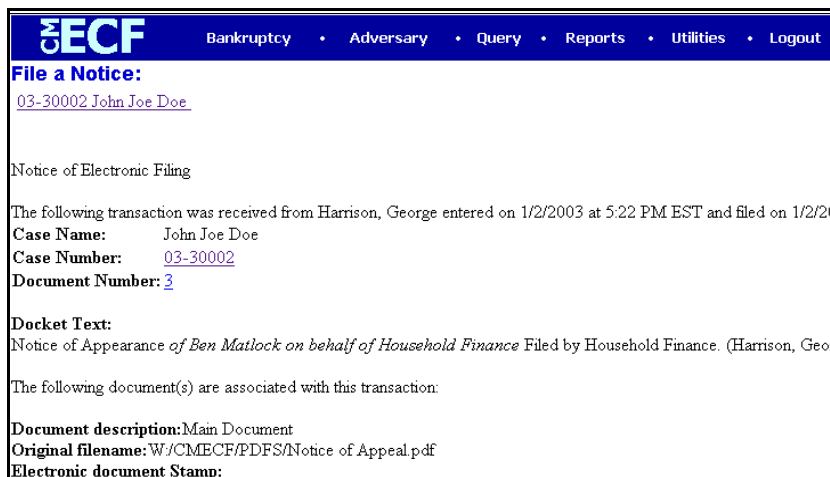 CM ECF Bankruptcy • Adversary • Query • Reports • Utilities • Logout
File a Notice:
03-30002 John Joe Doe
Notice of Electronic Filing
The following transaction was received from Harrison, George entered on 1/2/2003 at 5:22 PM EST and filed on 1/2/2
Case Name: John Joe Doe
Case Number: 03-30002
Document Number: 3
Docket Text:
Notice of Appearance of Ben Matlock on behalf of Household Finance Filed by Household Finance. (Harrison, Geo
The following document(s) are associated with this transaction:
Document description:Main Document
Original filename:W:/CMECF/PDFS/Notice of Appeal.pdf
Electronic document Stamp: